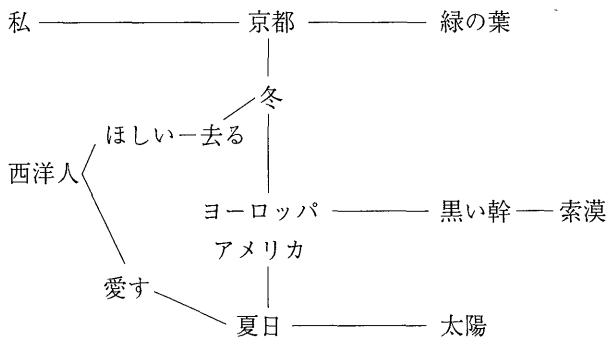 私 京都 緑の葉
冬
ほしい 去る
西洋人
ヨーロッパ 黒い幹 索漠
アメリカ
愛す
夏日 太陽